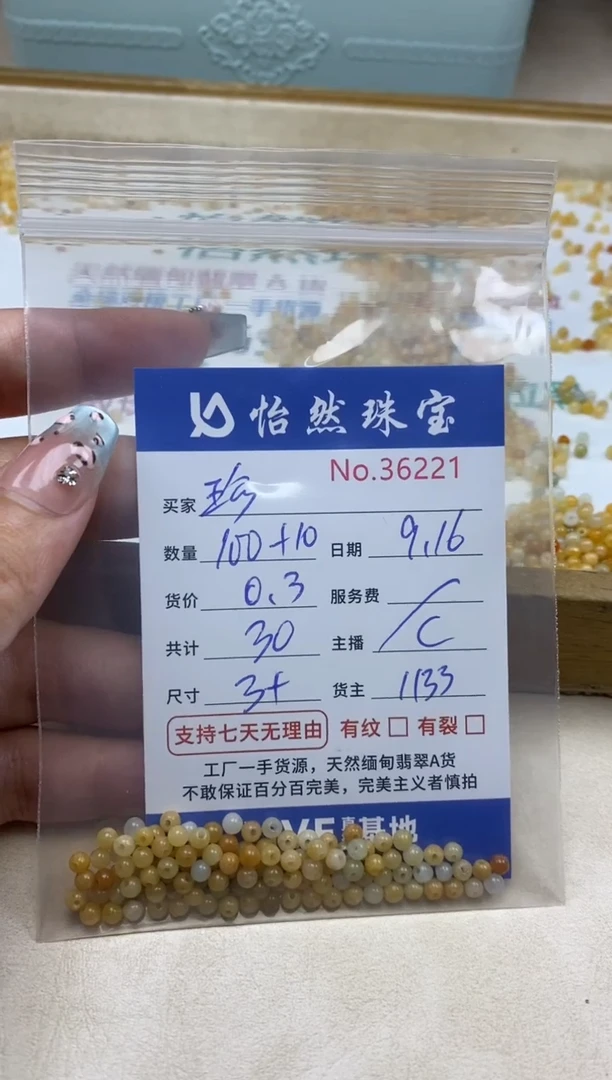 怡然珠宝
No.36221
买家 珍
数量 100+10 日期 9.16
货价 0.3 服务费
共计 30 主播 C
尺寸 3+ 货主 1133
支持七天无理由 有纹 □ 有裂 □
工厂一手货源，天然缅甸翡翠A货
不敢保证百分百完美，完美主义者慎拍
基地